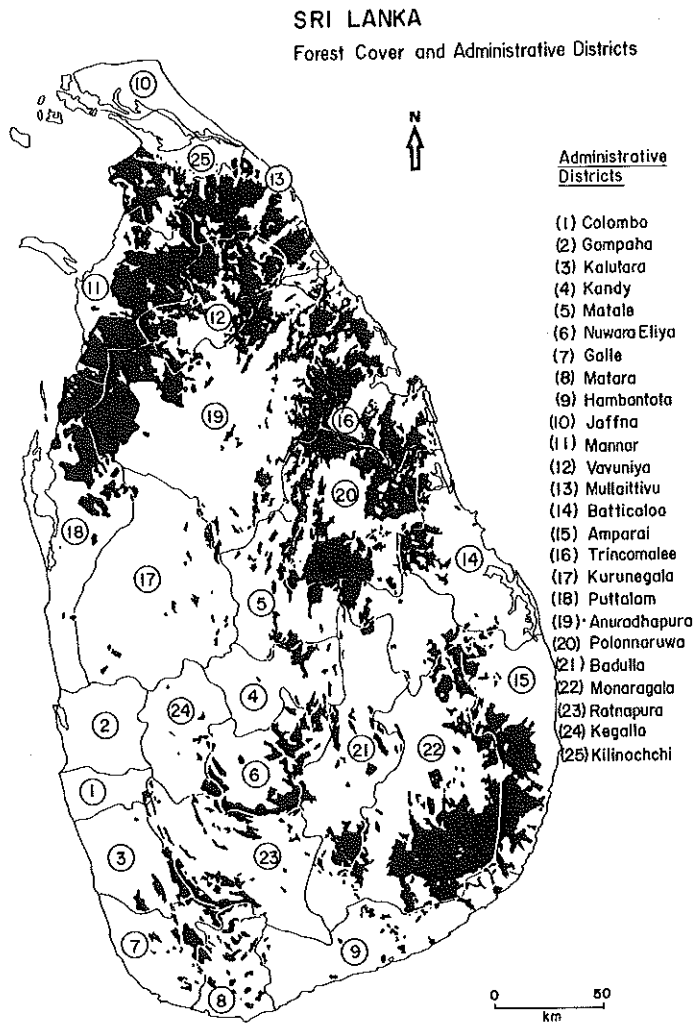 SRI LANKA
Forest Cover and Administrative Districts
N
Administrative
Districts
(1) Colombo
(2) Gampaha
(3) Kalutara
(4) Kandy
(5) Matale
(6) Nuwara Eliya
(7) Galle
(8) Matara
(9) Hambantota
(10) Jaffna
(11) Mannar
(12) Vavuniya
(13) Mullaittivu
(14) Batticaloa
(15) Amparai
(16) Trincomalee
(17) Kurunegala
(18) Puttalam
(19) Anuradhapura
(20) Polonnaruwa
(21) Badulla
(22) Monaragala
(23) Ratnapura
(24) Kegalla
(25) Kilinochchi
10
25
13
11
12
19
16
20
18
14
17
5
15
4
24
2
21
22
6
1
3
23
7
9
8
0 50
km